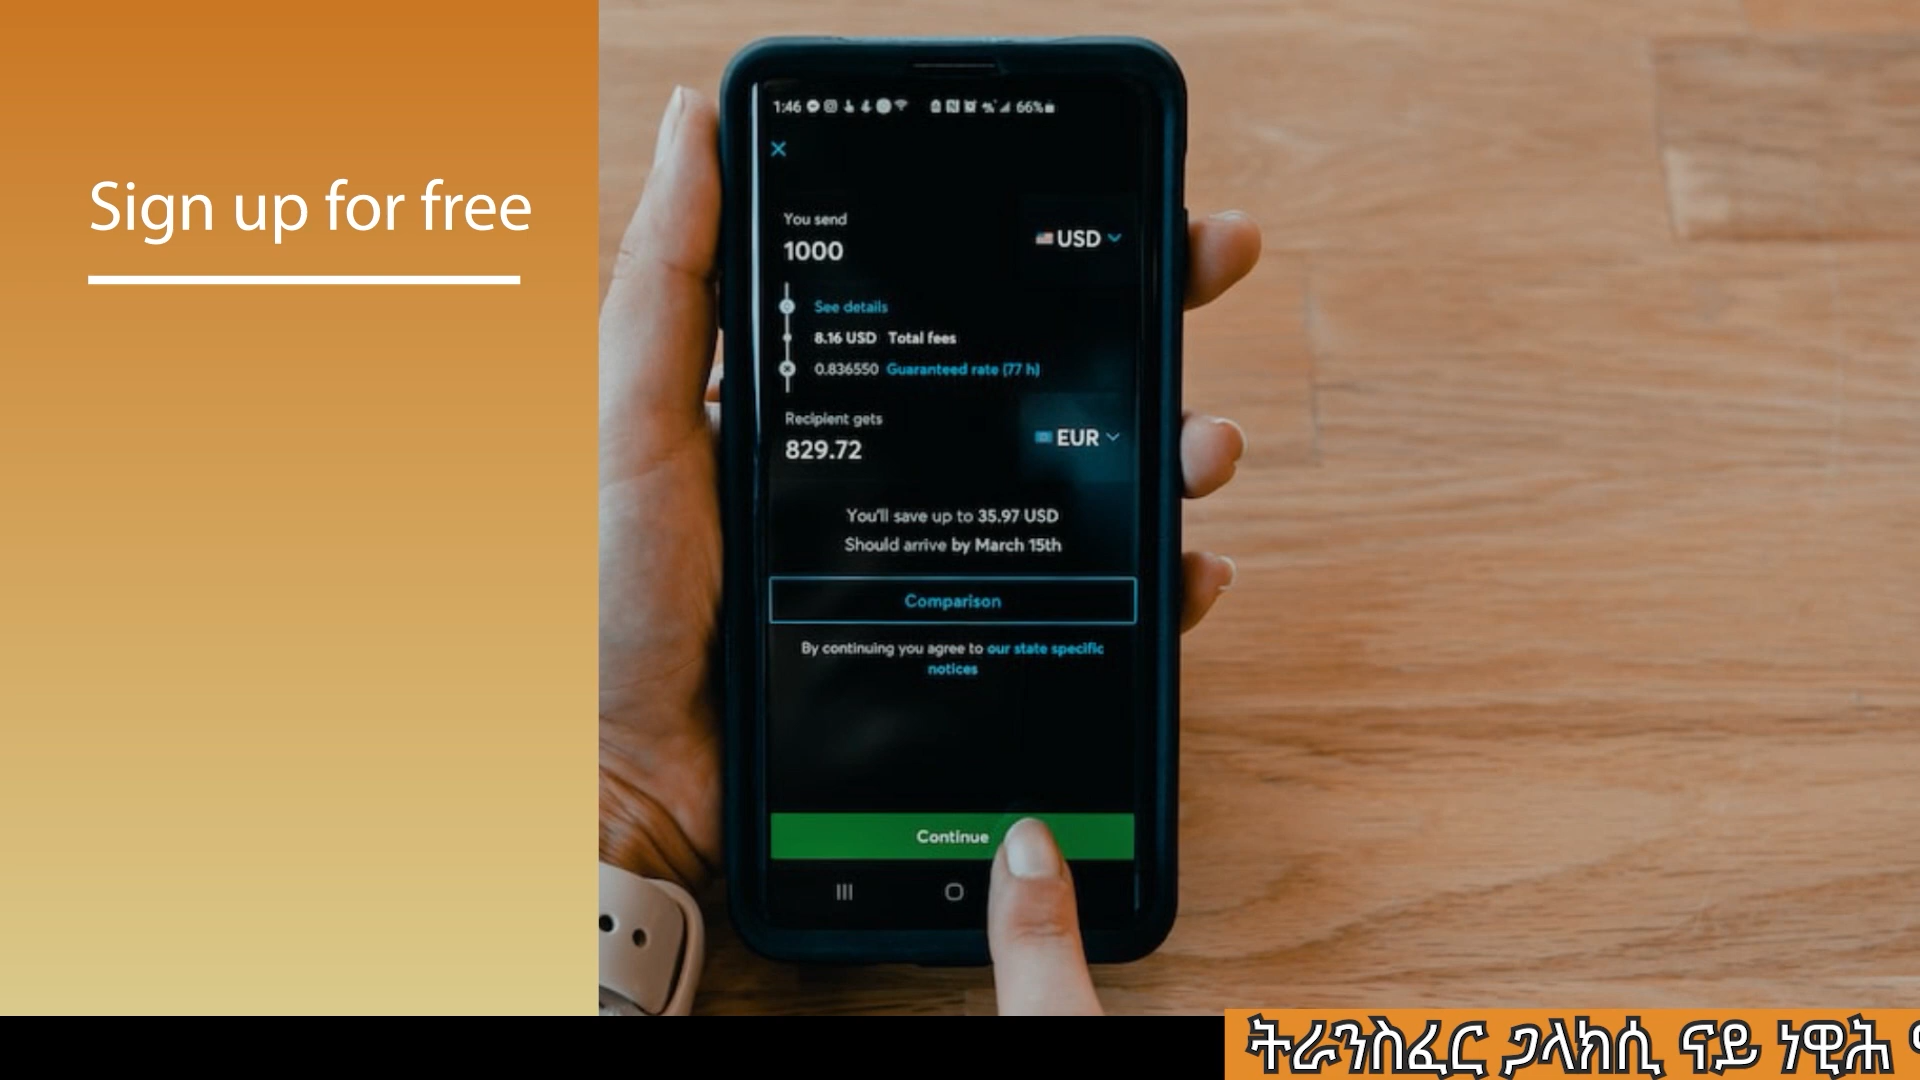 Sign up for free
1:46 66%
You send
1000
USD
See details
8.16 USD Total fees
0.836550 Guaranteed rate (77 h)
Recipient gets
829.72
EUR
You'll save up to 35.97 USD
Should arrive by March 15th
Comparison
By continuing you agree to our state specific
notices
Continue
ትራንስፈር ጋላክሲ ናይ ነዊሕ